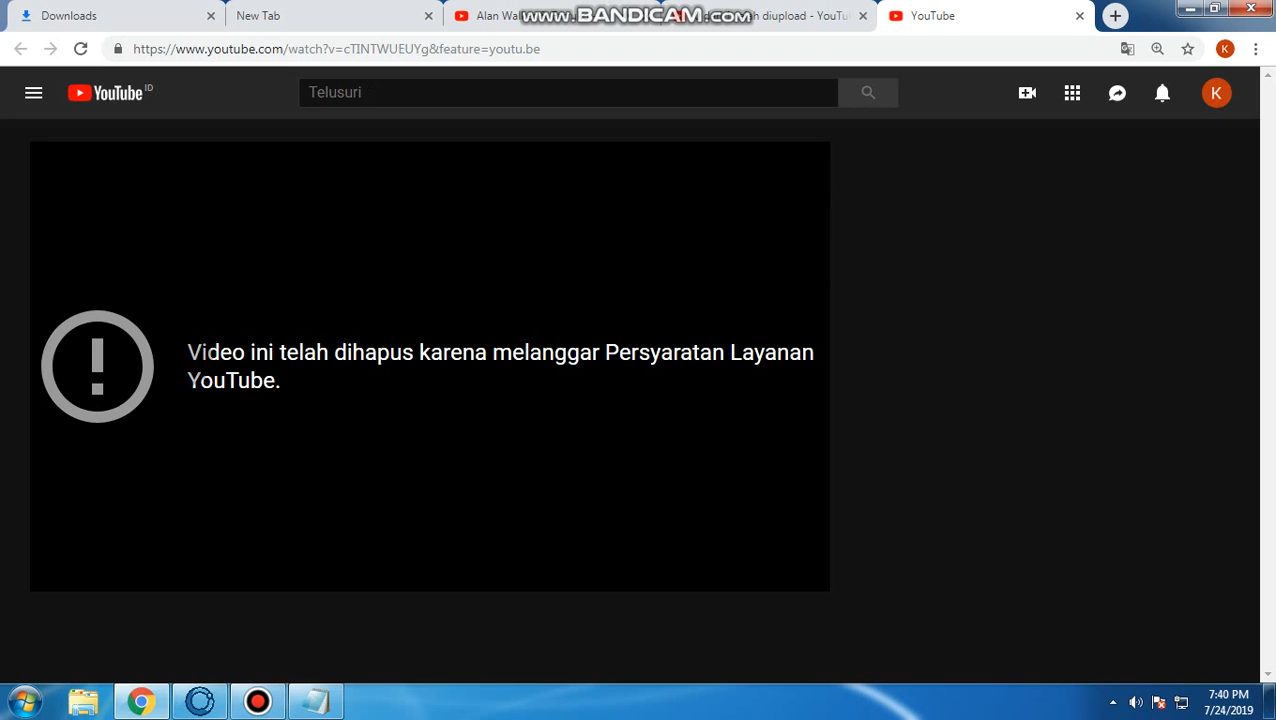 Downloads
New Tab
Alan Wal
www.BANDICAM.com
h diupload - YouTu
YouTube
https://www.youtube.com/watch?v=cTINTWUEUYg&feature=youtu.be
K
YouTube ID
Telusuri
K
Video ini telah dihapus karena melanggar Persyaratan Layanan
YouTube.
7:40 PM
7/24/2019